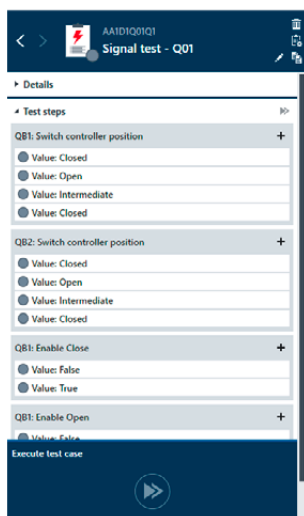 AA1D1Q01Q1
Signal test - Q01
Details
Test steps
QB1: Switch controller position
Value: Closed
Value: Open
Value: Intermediate
Value: Closed
QB2: Switch controller position
Value: Closed
Value: Open
Value: Intermediate
Value: Closed
QB1: Enable Close
Value: False
Value: True
QB1: Enable Open
Value: False
Execute test case